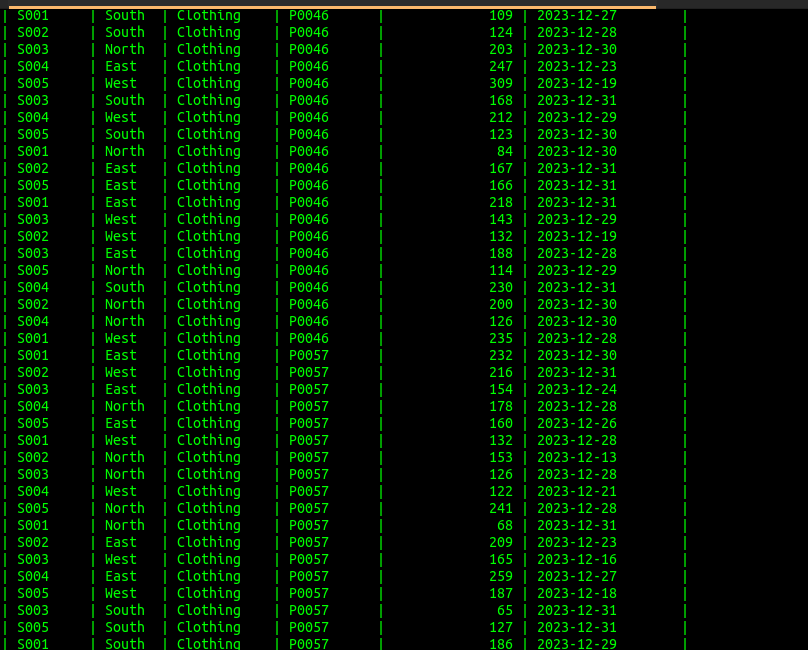 | S001 | South | Clothing | P0046 | 109 | 2023-12-27 |
| S002 | South | Clothing | P0046 | 124 | 2023-12-28 |
| S003 | North | Clothing | P0046 | 203 | 2023-12-30 |
| S004 | East | Clothing | P0046 | 247 | 2023-12-23 |
| S005 | West | Clothing | P0046 | 309 | 2023-12-19 |
| S003 | South | Clothing | P0046 | 168 | 2023-12-31 |
| S004 | West | Clothing | P0046 | 212 | 2023-12-29 |
| S005 | South | Clothing | P0046 | 123 | 2023-12-30 |
| S001 | North | Clothing | P0046 | 84 | 2023-12-30 |
| S002 | East | Clothing | P0046 | 167 | 2023-12-31 |
| S005 | East | Clothing | P0046 | 166 | 2023-12-31 |
| S001 | East | Clothing | P0046 | 218 | 2023-12-31 |
| S003 | West | Clothing | P0046 | 143 | 2023-12-29 |
| S002 | West | Clothing | P0046 | 132 | 2023-12-19 |
| S003 | East | Clothing | P0046 | 188 | 2023-12-28 |
| S005 | North | Clothing | P0046 | 114 | 2023-12-29 |
| S004 | South | Clothing | P0046 | 230 | 2023-12-31 |
| S002 | North | Clothing | P0046 | 200 | 2023-12-30 |
| S004 | North | Clothing | P0046 | 126 | 2023-12-30 |
| S001 | West | Clothing | P0046 | 235 | 2023-12-28 |
| S001 | East | Clothing | P0057 | 232 | 2023-12-30 |
| S002 | West | Clothing | P0057 | 216 | 2023-12-31 |
| S003 | East | Clothing | P0057 | 154 | 2023-12-24 |
| S004 | North | Clothing | P0057 | 178 | 2023-12-28 |
| S005 | East | Clothing | P0057 | 160 | 2023-12-26 |
| S001 | West | Clothing | P0057 | 132 | 2023-12-28 |
| S002 | North | Clothing | P0057 | 153 | 2023-12-13 |
| S003 | North | Clothing | P0057 | 126 | 2023-12-28 |
| S004 | West | Clothing | P0057 | 122 | 2023-12-21 |
| S005 | North | Clothing | P0057 | 241 | 2023-12-28 |
| S001 | North | Clothing | P0057 | 68 | 2023-12-31 |
| S002 | East | Clothing | P0057 | 209 | 2023-12-23 |
| S003 | West | Clothing | P0057 | 165 | 2023-12-16 |
| S004 | East | Clothing | P0057 | 259 | 2023-12-27 |
| S005 | West | Clothing | P0057 | 187 | 2023-12-18 |
| S003 | South | Clothing | P0057 | 65 | 2023-12-31 |
| S005 | South | Clothing | P0057 | 127 | 2023-12-31 |
| S001 | South | Clothing | P0057 | 186 | 2023-12-29 |